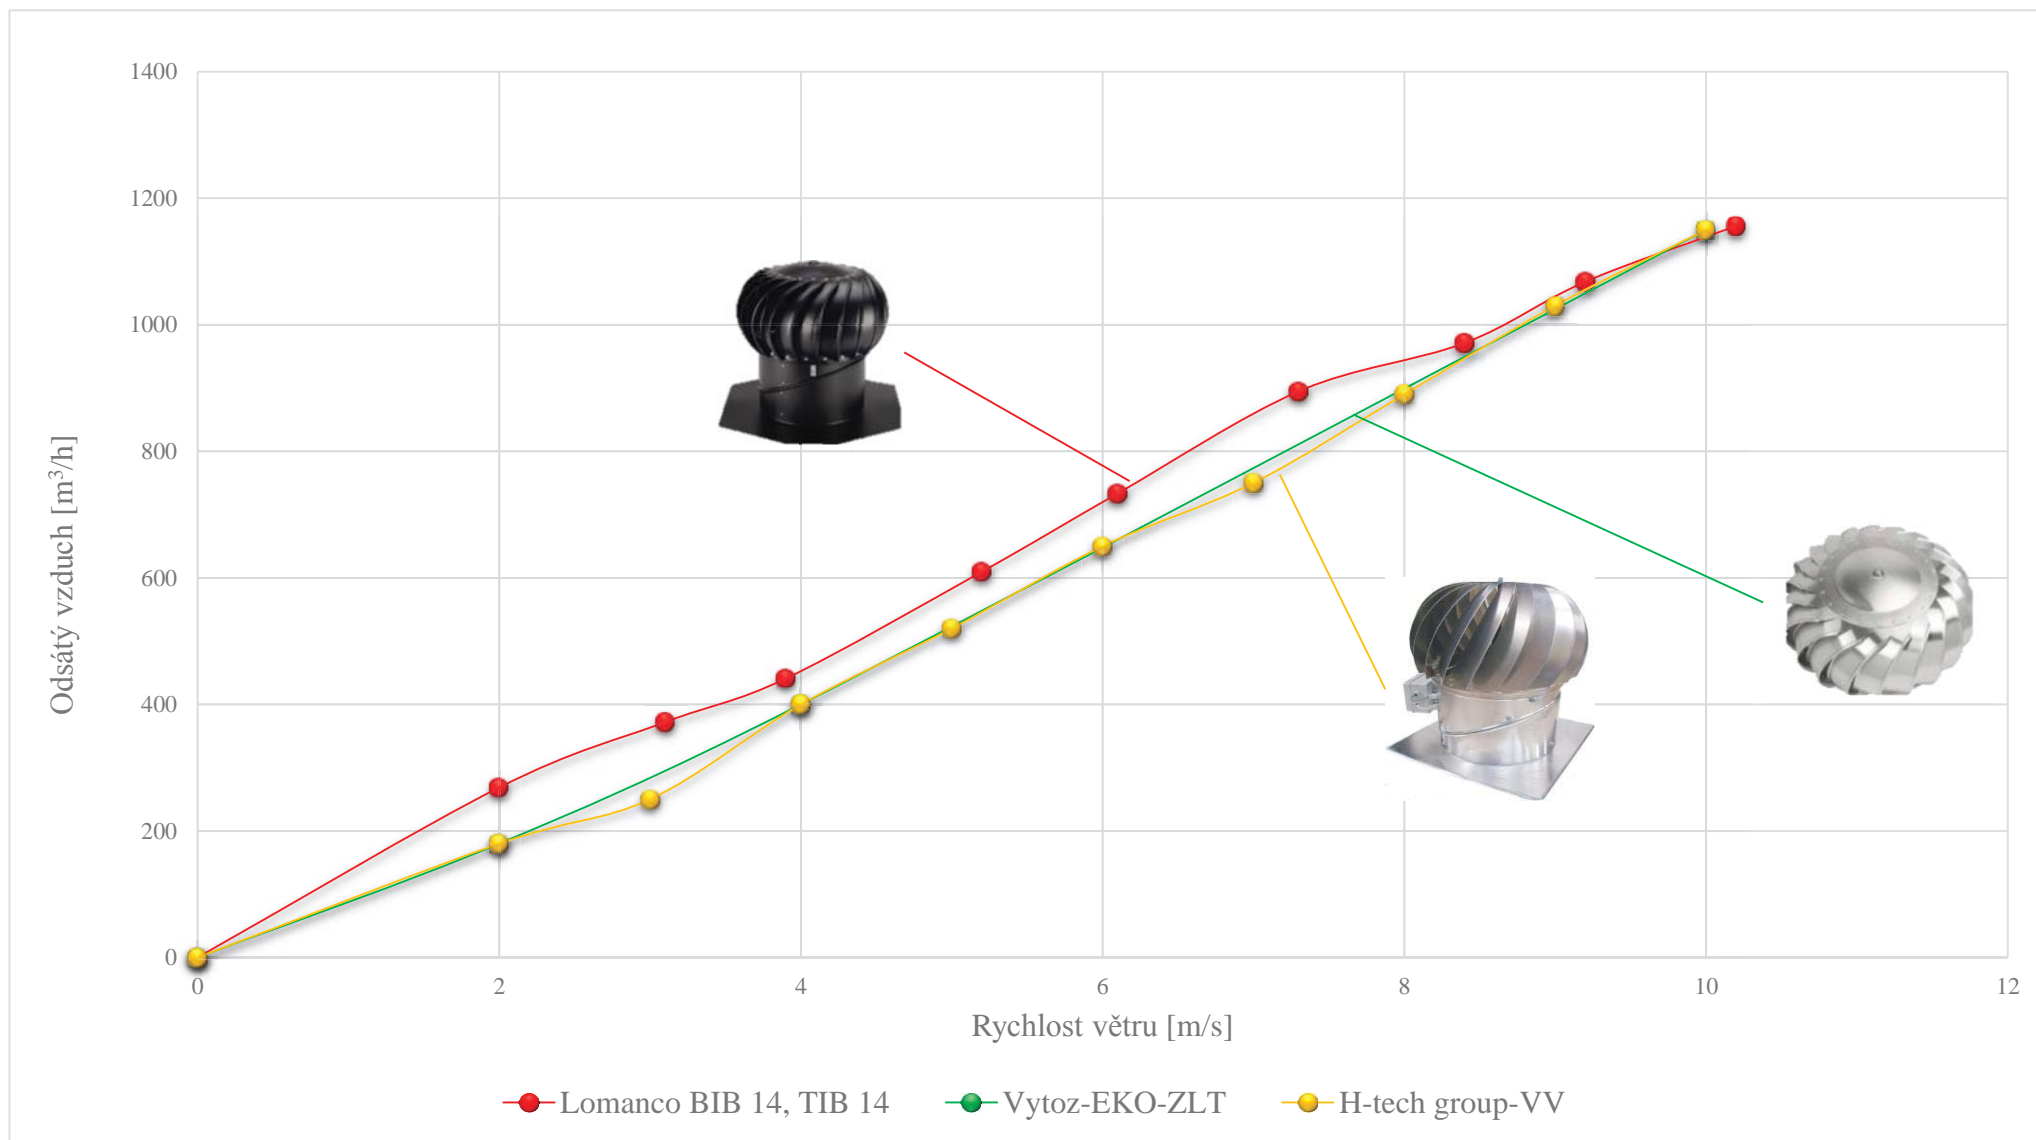 1400
1200
1000
800
600
400
200
0
Odsátý vzduch [m³/h]
0 2 4 6 8 10 12
Rychlost větru [m/s]
Lomanco BIB 14, TIB 14 Vytoz-EKO-ZLT H-tech group-VV